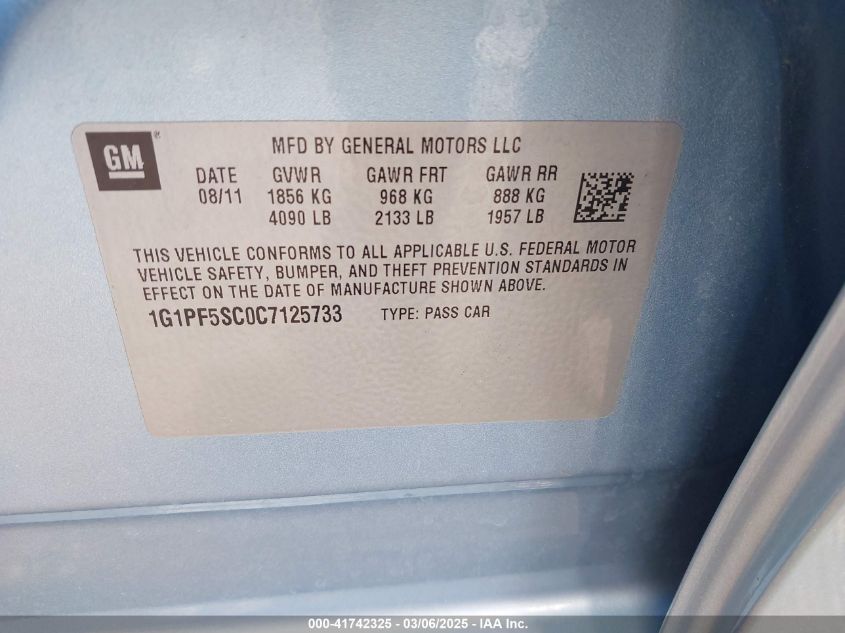 GM
MFD BY GENERAL MOTORS LLC
DATE GVWR GAWR FRT GAWR RR
08/11 1856 KG 968 KG 888 KG
4090 LB 2133 LB 1957 LB
THIS VEHICLE CONFORMS TO ALL APPLICABLE U.S. FEDERAL MOTOR
VEHICLE SAFETY, BUMPER, AND THEFT PREVENTION STANDARDS IN
EFFECT ON THE DATE OF MANUFACTURE SHOWN ABOVE.
1G1PF5SC0C7125733 TYPE: PASS CAR
000-41742325 - 03/06/2025 - IAA Inc.